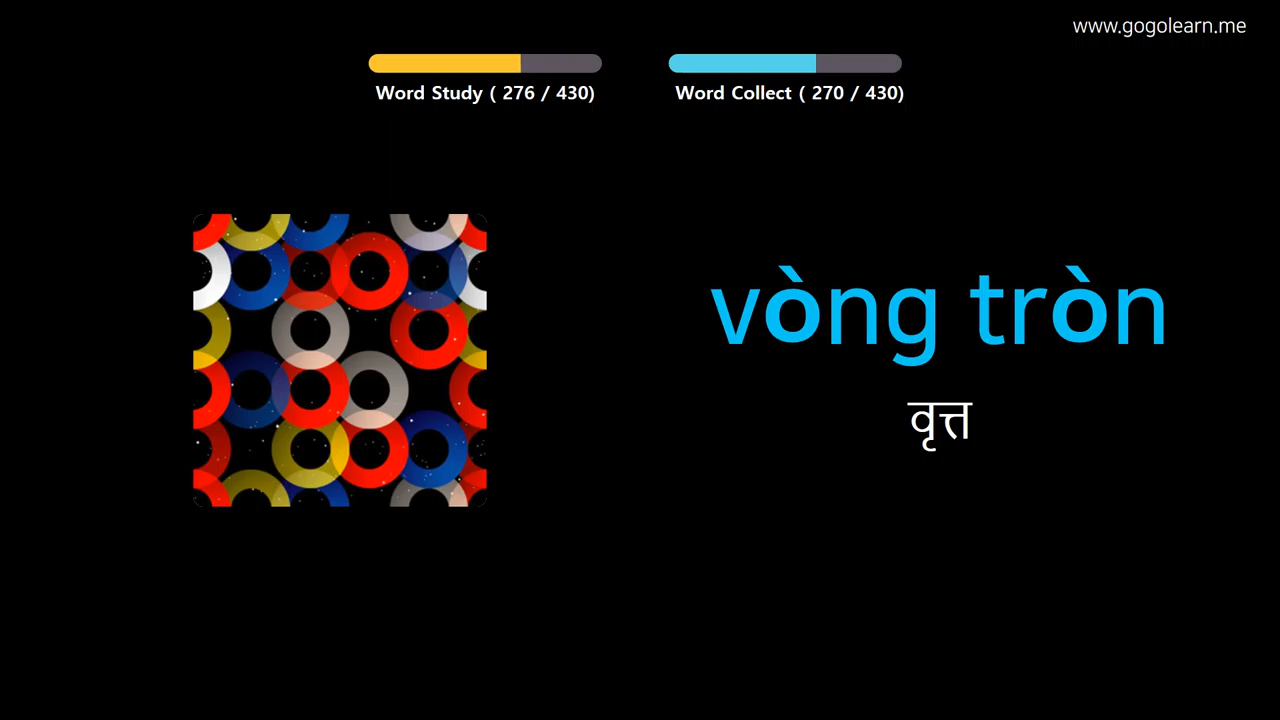 www.gogolearn.me
Word Study ( 276 / 430)
Word Collect ( 270 / 430)
vòng tròn
वृत्त